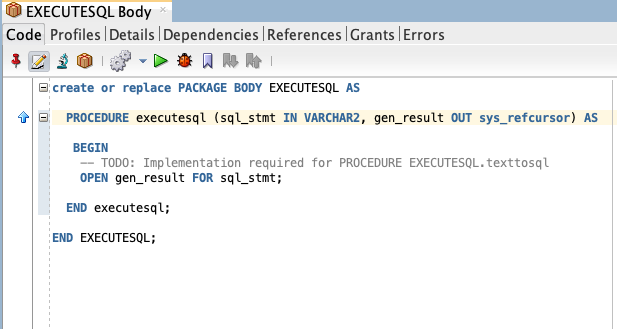 EXECUTESQL Body
Code Profiles Details Dependencies References Grants Errors
create or replace PACKAGE BODY EXECUTESQL AS
PROCEDURE executesql (sql_stmt IN VARCHAR2, gen_result OUT sys_refcursor) AS
BEGIN
-- TODO: Implementation required for PROCEDURE EXECUTESQL.texttosql
OPEN gen_result FOR sql_stmt;
END executesql;
END EXECUTESQL;